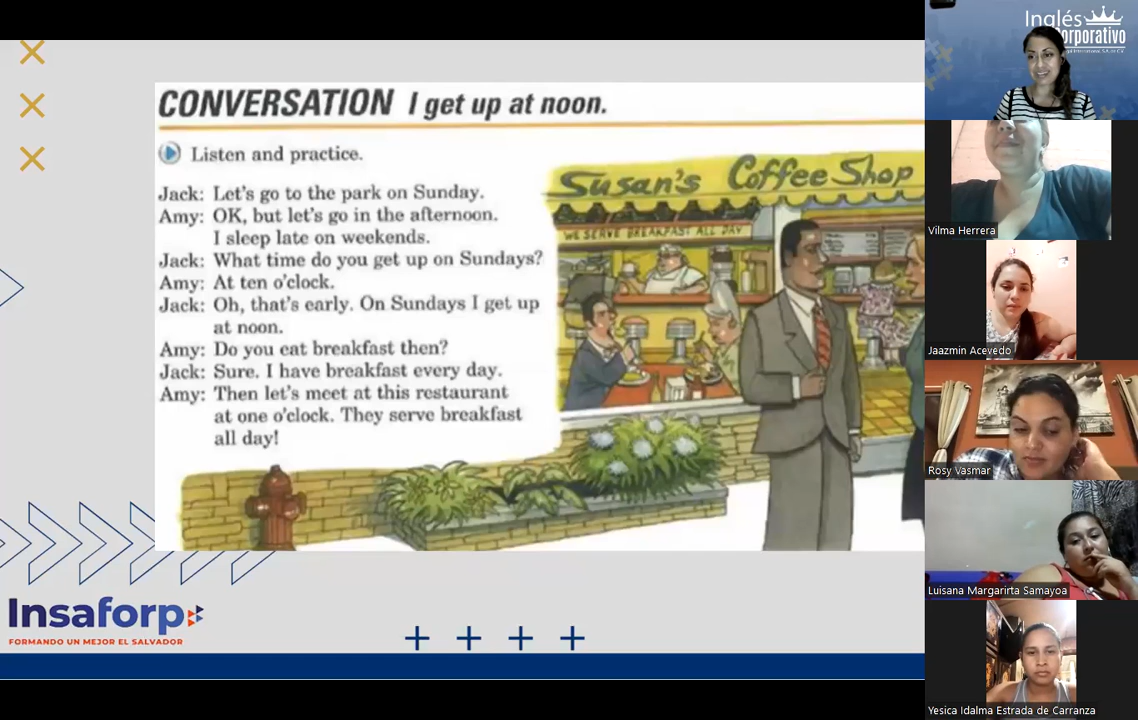 CONVERSATION I get up at noon.
Listen and practice.
Jack: Let's go to the park on Sunday.
Amy: OK, but let's go in the afternoon.
I sleep late on weekends.
Jack: What time do you get up on Sundays?
Amy: At ten o'clock.
Jack: Oh, that's early. On Sundays I get up
at noon.
Amy: Do you eat breakfast then?
Jack: Sure. I have breakfast every day.
Amy: Then let's meet at this restaurant
at one o'clock. They serve breakfast
all day!
Susan's Coffee Shop
WE SERVE BREAKFAST ALL DAY
Insaforp
FORMANDO UN MEJOR EL SALVADOR
Inglés
orporativo
Vilma Herrera
Jaazmin Acevedo
Rosy Vasmar
Luisana Margarirta Samayoa
Yesica Idalma Estrada de Carranza